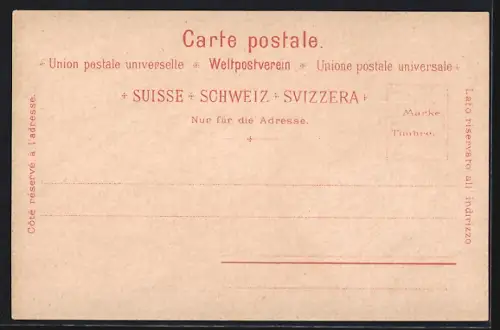 Carte postale.
+ Union postale universelle + Weltpostverein + Unione postale universale +
+ SUISSE + SCHWEIZ + SVIZZERA +
Nur für die Adresse.
Marke
Timbre.
Côté réservé à l'adresse.
Lato riservato all indirizzo